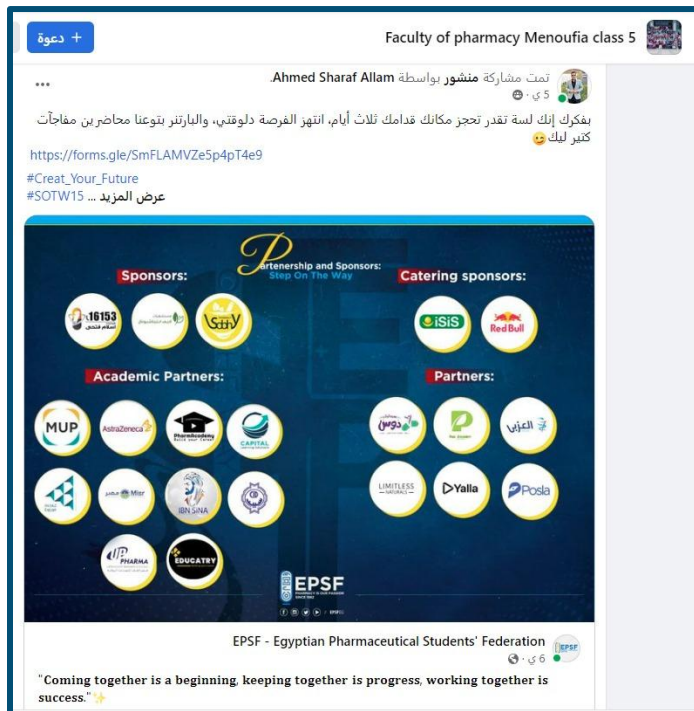 + دعوة
Faculty of pharmacy Menoufia class 5
تمت مشاركة منشور بواسطة Ahmed Sharaf Allam.
5 ي ·
بفكرك إنك لسة تقدر تحجز مكانك قدامك ثلاث أيام، انتهز الفرصة دلوقتي، والبارتنر بتوعنا محاضرين مفاجآت
كتير ليك😉
https://forms.gle/SmFLAMVZe5p4pT4e9
#Creat_Your_Future
#SOTW15 ... عرض المزيد
Partenership and Sponsors:
Step On The Way
Sponsors:
16153
Catering sponsors:
iSiS
Red Bull
Academic Partners:
MUP
AstraZeneca
PharmAcademy
CAPITAL
Misr مصر
IBN SINA
UP PHARMA
EDUCATRY
Partners:
دوس
العزبي
LIMITLESS
NATURALS
Yalla
Posla
EPSF
EPSF - Egyptian Pharmaceutical Students' Federation
EPSF
6 ي ·
"Coming together is a beginning, keeping together is progress, working together is
success."✨